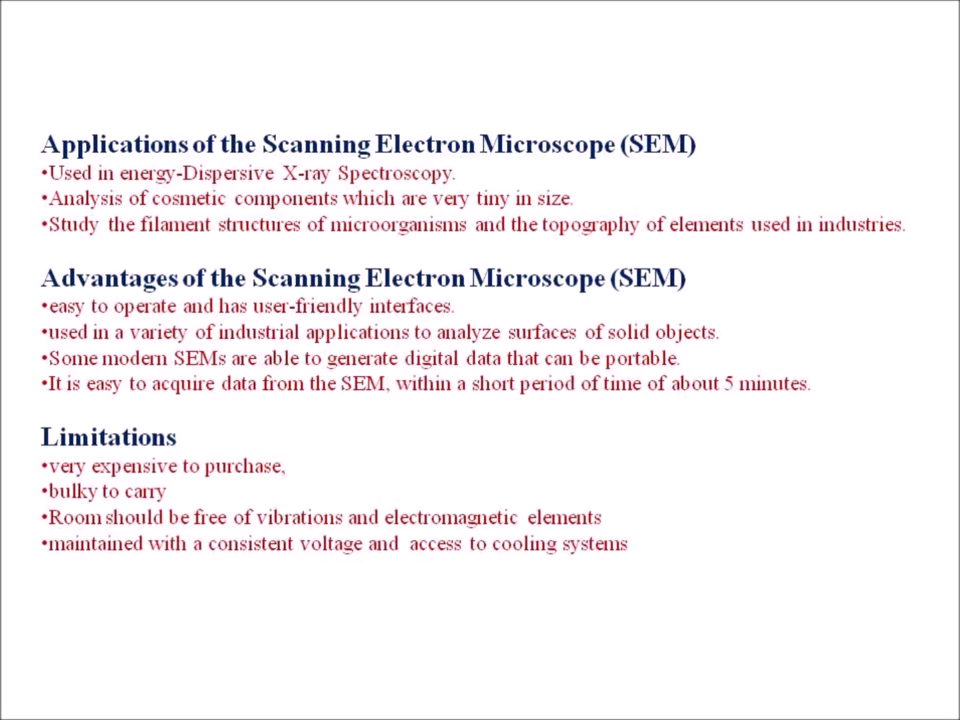 Applications of the Scanning Electron Microscope (SEM)
•Used in energy-Dispersive X-ray Spectroscopy.
•Analysis of cosmetic components which are very tiny in size.
•Study the filament structures of microorganisms and the topography of elements used in industries.
Advantages of the Scanning Electron Microscope (SEM)
•easy to operate and has user-friendly interfaces.
•used in a variety of industrial applications to analyze surfaces of solid objects.
•Some modern SEMs are able to generate digital data that can be portable.
•It is easy to acquire data from the SEM, within a short period of time of about 5 minutes.
Limitations
•very expensive to purchase,
•bulky to carry
•Room should be free of vibrations and electromagnetic elements
•maintained with a consistent voltage and access to cooling systems